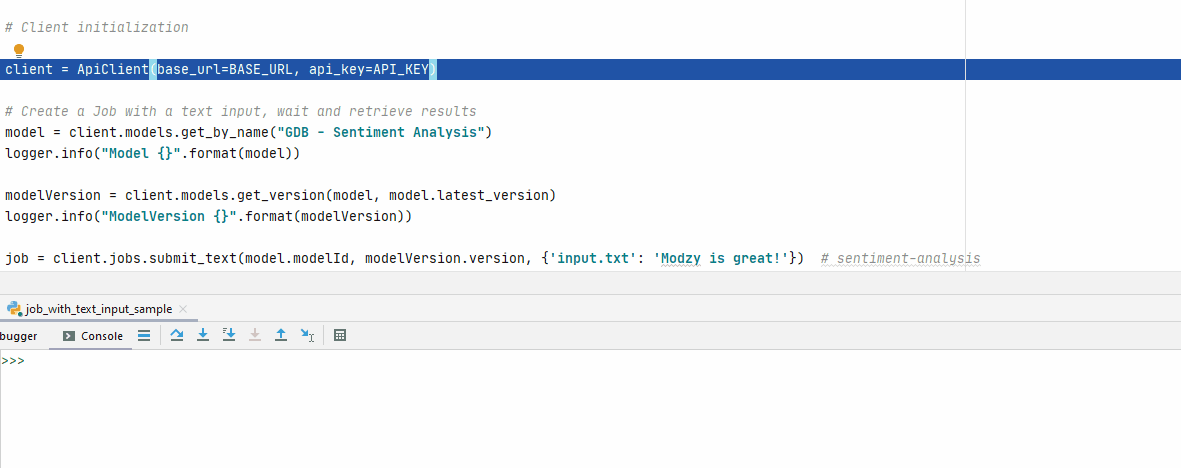 # Client initialization
client = ApiClient(base_url=BASE_URL, api_key=API_KEY)
# Create a Job with a text input, wait and retrieve results
model = client.models.get_by_name("GDB - Sentiment Analysis")
logger.info("Model {}".format(model))
modelVersion = client.models.get_version(model, model.latest_version)
logger.info("ModelVersion {}".format(modelVersion))
job = client.jobs.submit_text(model.modelId, modelVersion.version, {'input.txt': 'Modzy is great!'})  # sentiment-analysis
job_with_text_input_sample
bugger Console
>>>